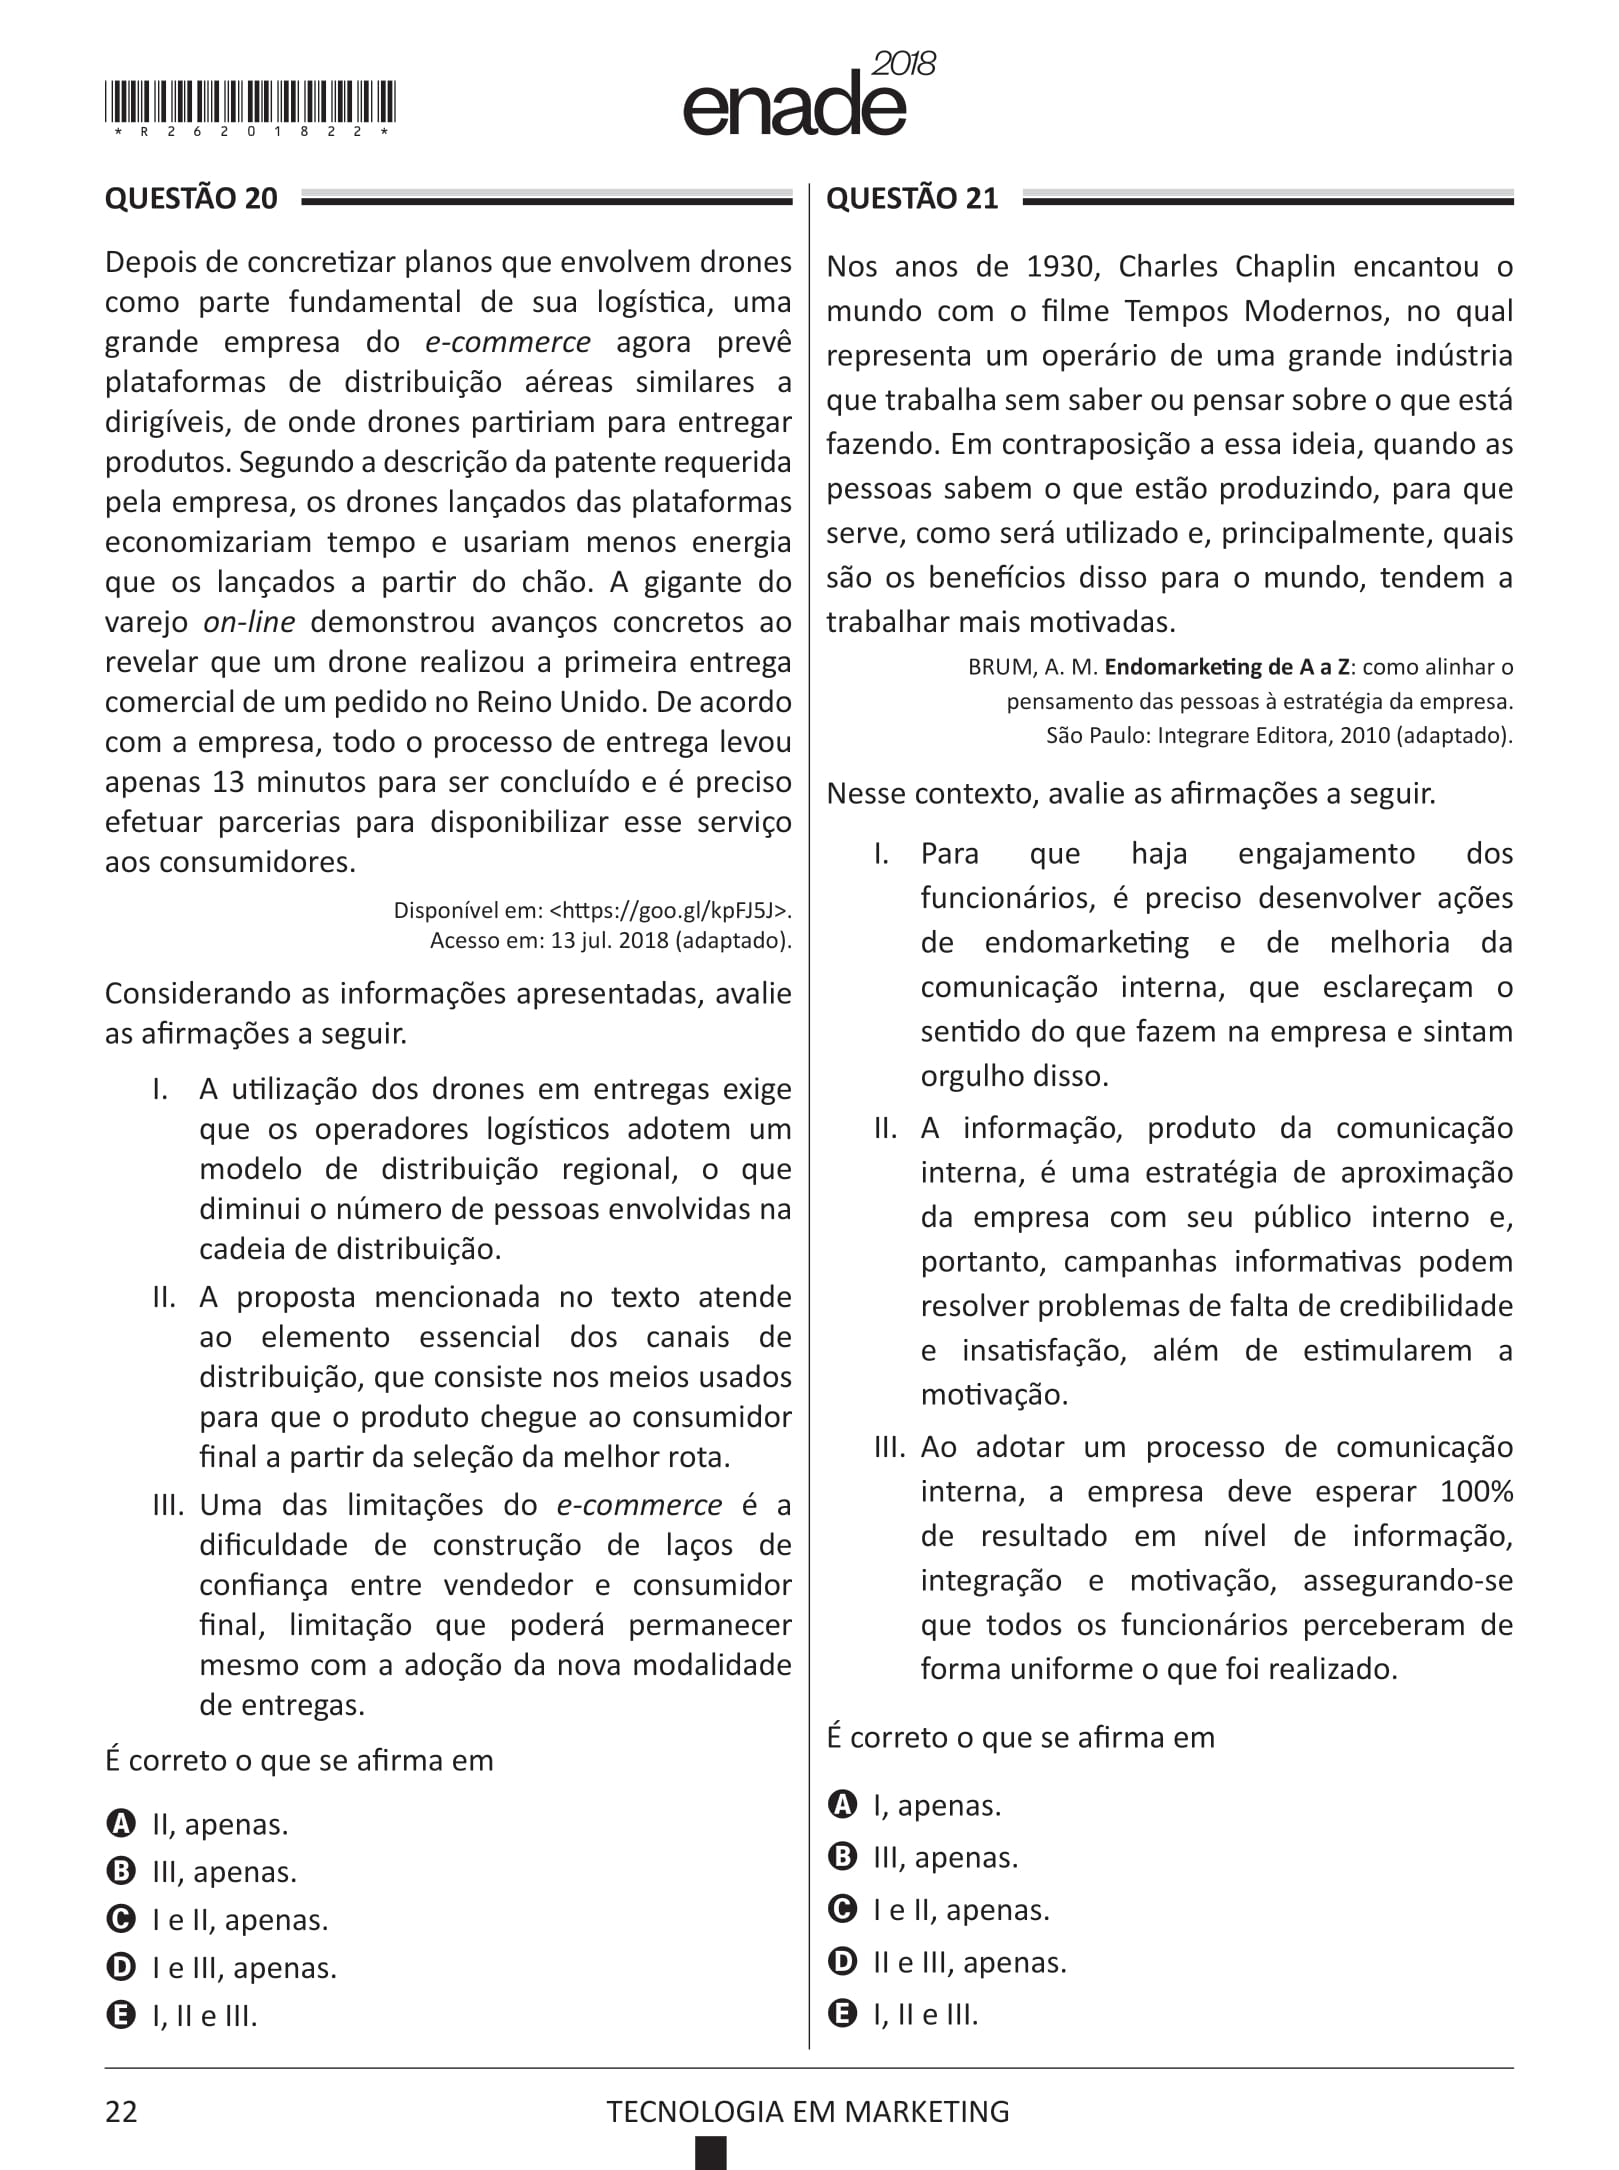 *R26201822*
enade2018
QUESTÃO 20
Depois de concretizar planos que envolvem drones
como parte fundamental de sua logística, uma
grande empresa do e-commerce agora prevê
plataformas de distribuição aéreas similares a
dirigíveis, de onde drones partiriam para entregar
produtos. Segundo a descrição da patente requerida
pela empresa, os drones lançados das plataformas
economizariam tempo e usariam menos energia
que os lançados a partir do chão. A gigante do
varejo on-line demonstrou avanços concretos ao
revelar que um drone realizou a primeira entrega
comercial de um pedido no Reino Unido. De acordo
com a empresa, todo o processo de entrega levou
apenas 13 minutos para ser concluído e é preciso
efetuar parcerias para disponibilizar esse serviço
aos consumidores.
Disponível em: <https://goo.gl/kpFJ5J>.
Acesso em: 13 jul. 2018 (adaptado).
Considerando as informações apresentadas, avalie
as afirmações a seguir.
I. A utilização dos drones em entregas exige
que os operadores logísticos adotem um
modelo de distribuição regional, o que
diminui o número de pessoas envolvidas na
cadeia de distribuição.
II. A proposta mencionada no texto atende
ao elemento essencial dos canais de
distribuição, que consiste nos meios usados
para que o produto chegue ao consumidor
final a partir da seleção da melhor rota.
III. Uma das limitações do e-commerce é a
dificuldade de construção de laços de
confiança entre vendedor e consumidor
final, limitação que poderá permanecer
mesmo com a adoção da nova modalidade
de entregas.
É correto o que se afirma em
A II, apenas.
B III, apenas.
C I e II, apenas.
D I e III, apenas.
E I, II e III.
QUESTÃO 21
Nos anos de 1930, Charles Chaplin encantou o
mundo com o filme Tempos Modernos, no qual
representa um operário de uma grande indústria
que trabalha sem saber ou pensar sobre o que está
fazendo. Em contraposição a essa ideia, quando as
pessoas sabem o que estão produzindo, para que
serve, como será utilizado e, principalmente, quais
são os benefícios disso para o mundo, tendem a
trabalhar mais motivadas.
BRUM, A. M. Endomarketing de A a Z: como alinhar o
pensamento das pessoas à estratégia da empresa.
São Paulo: Integrare Editora, 2010 (adaptado).
Nesse contexto, avalie as afirmações a seguir.
I. Para que haja engajamento dos
funcionários, é preciso desenvolver ações
de endomarketing e de melhoria da
comunicação interna, que esclareçam o
sentido do que fazem na empresa e sintam
orgulho disso.
II. A informação, produto da comunicação
interna, é uma estratégia de aproximação
da empresa com seu público interno e,
portanto, campanhas informativas podem
resolver problemas de falta de credibilidade
e insatisfação, além de estimularem a
motivação.
III. Ao adotar um processo de comunicação
interna, a empresa deve esperar 100%
de resultado em nível de informação,
integração e motivação, assegurando-se
que todos os funcionários perceberam de
forma uniforme o que foi realizado.
É correto o que se afirma em
A I, apenas.
B III, apenas.
C I e II, apenas.
D II e III, apenas.
E I, II e III.
22
TECNOLOGIA EM MARKETING